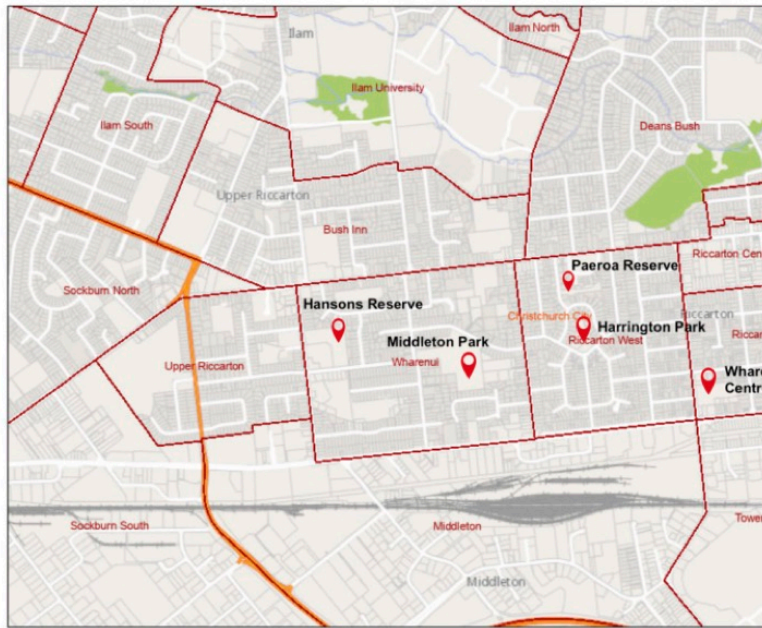 Ilam North
Ilam
Ilam University
Ilam South
Deans Bush
Upper Riccarton
Bush Inn
Riccarton Cen
Paeroa Reserve
Sockburn North
Hansons Reserve
Christchurch City
Riccarton
Harrington Park
Middleton Park
Riccar
Riccarton West
Upper Riccarton
Wharenui
Whare
Centr
Sockburn South
Middleton
Tower
Middleton